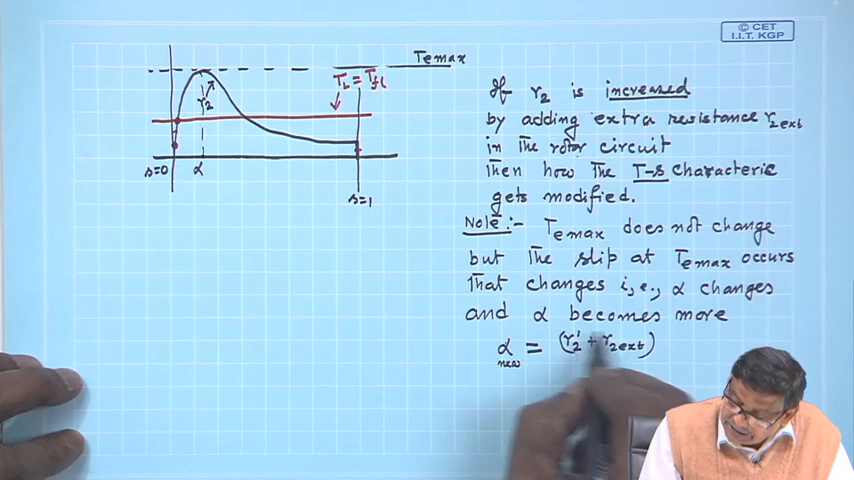 © CET
I.I.T. KGP
Temax
TL = Tfl
r2
s=0
α
s=1
If r2 is increased
by adding extra resistance r2ext
in the rotor circuit
Then how the T-s characteric
gets modified.
Note:- Temax does not change
but the slip at Temax occurs
That changes i,e., α changes
and α becomes more
αnew = (r2' + r2ext)